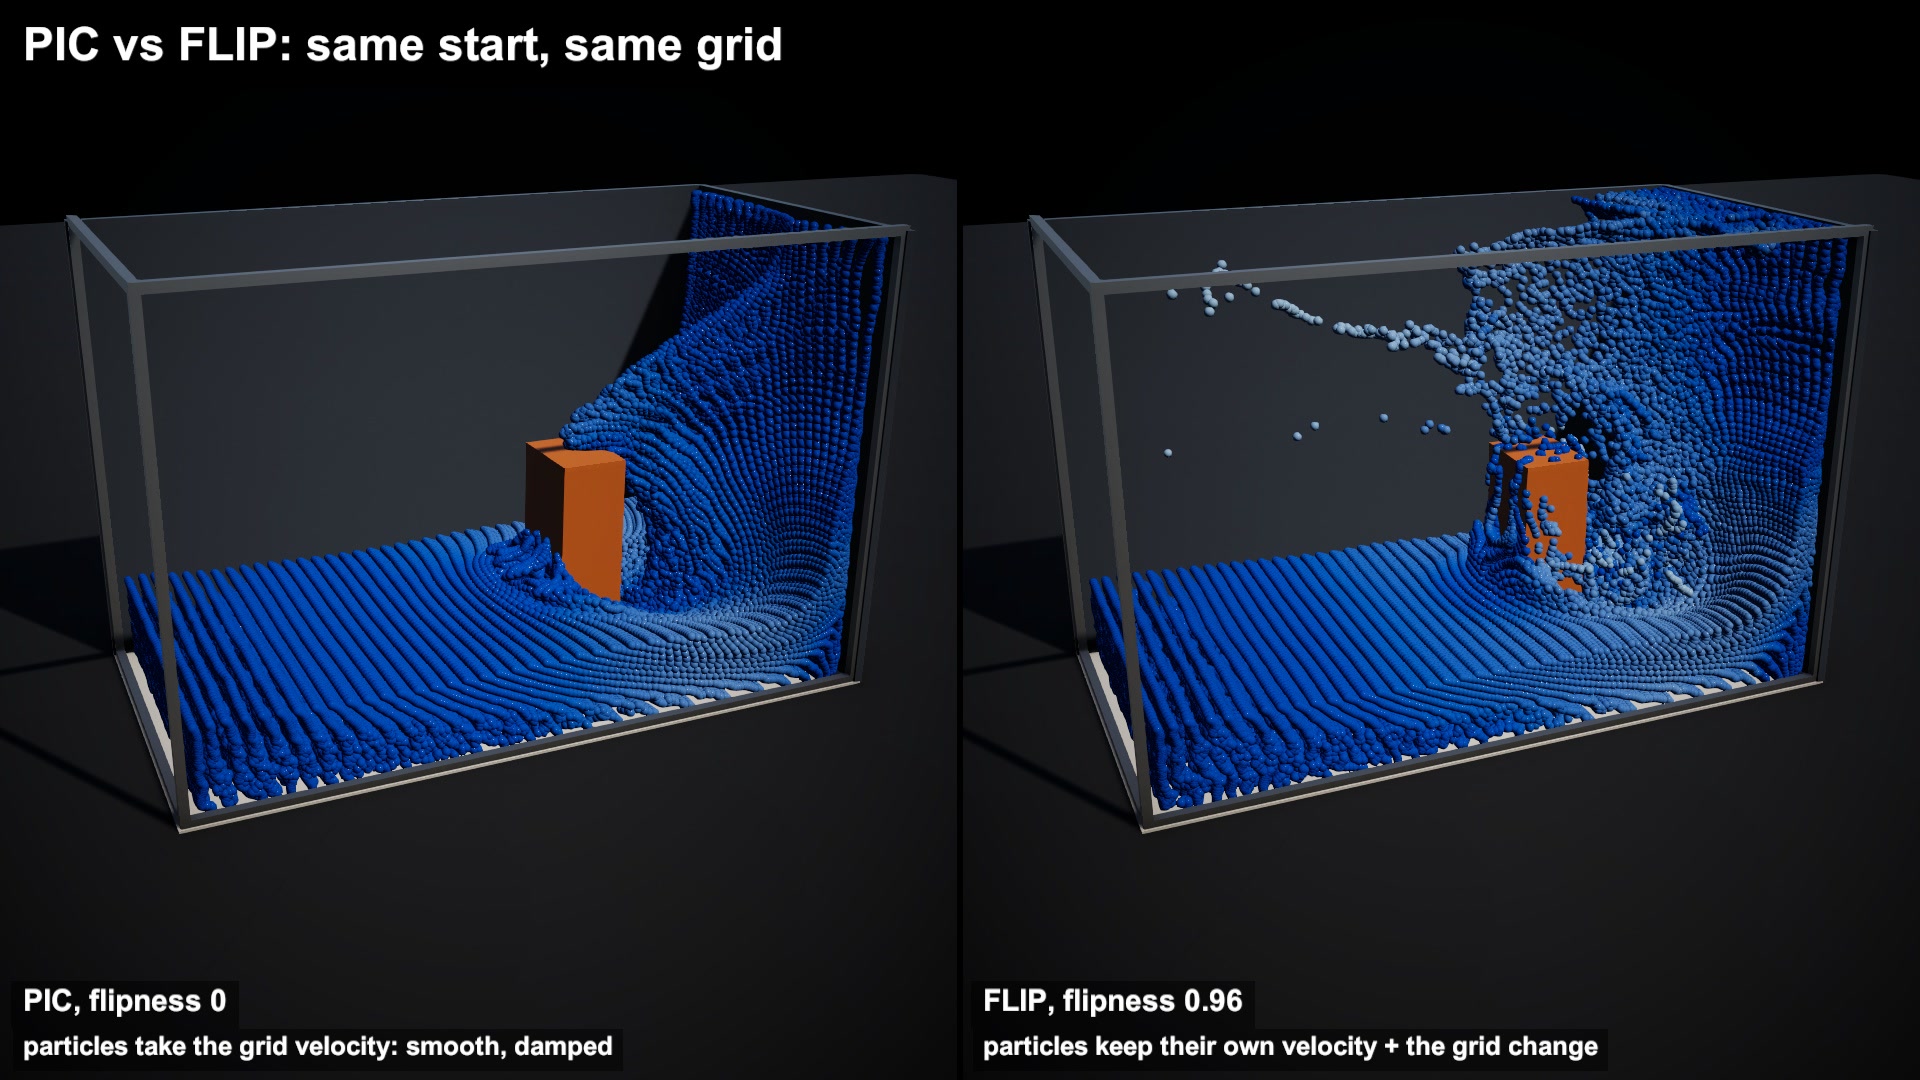 PIC vs FLIP: same start, same grid
PIC, flipness 0
particles take the grid velocity: smooth, damped
FLIP, flipness 0.96
particles keep their own velocity + the grid change